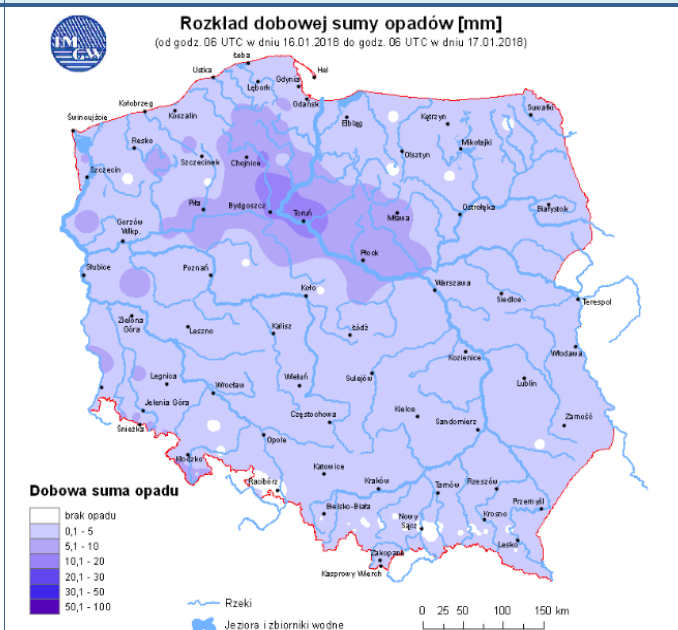 Rozkład dobowej sumy opadów [mm]
(od godz. 06 UTC w dniu 16.01.2018 do godz. 06 UTC w dniu 17.01.2018)
IM
GW
Łeba
Ustka
Hel
Gdynia
Lębork
Gdańsk
Suwałki
Kołobrzeg
Koszalin
Elbląg
Kętrzyn
Świnoujście
Resko
Mikołajki
Olsztyn
Szczecinek
Chojnice
Szczecin
Piła
Bydgoszcz
Toruń
Mława
Ostrołęka
Białystok
Gorzów
Wlkp.
Płock
Słubice
Poznań
Koło
Warszawa
Siedlce
Terespol
Zielona
Góra
Leszno
Kalisz
Łódź
Kozienice
Włodawa
Legnica
Wrocław
Wieluń
Sulejów
Lublin
Jelenia Góra
Częstochowa
Kielce
Sandomierz
Zamość
Śnieżka
Opole
Kłodzko
Katowice
Racibórz
Kraków
Tarnów
Rzeszów
Przemyśl
Bielsko-Biała
Nowy
Sącz
Krosno
Lesko
Zakopane
Kasprowy Wierch
Dobowa suma opadu
brak opadu
0,1 - 5
5,1 - 10
10,1 - 20
20,1 - 30
30,1 - 50
50,1 - 100
Rzeki
Jeziora i zbiorniki wodne
0 25 50 100 150 km